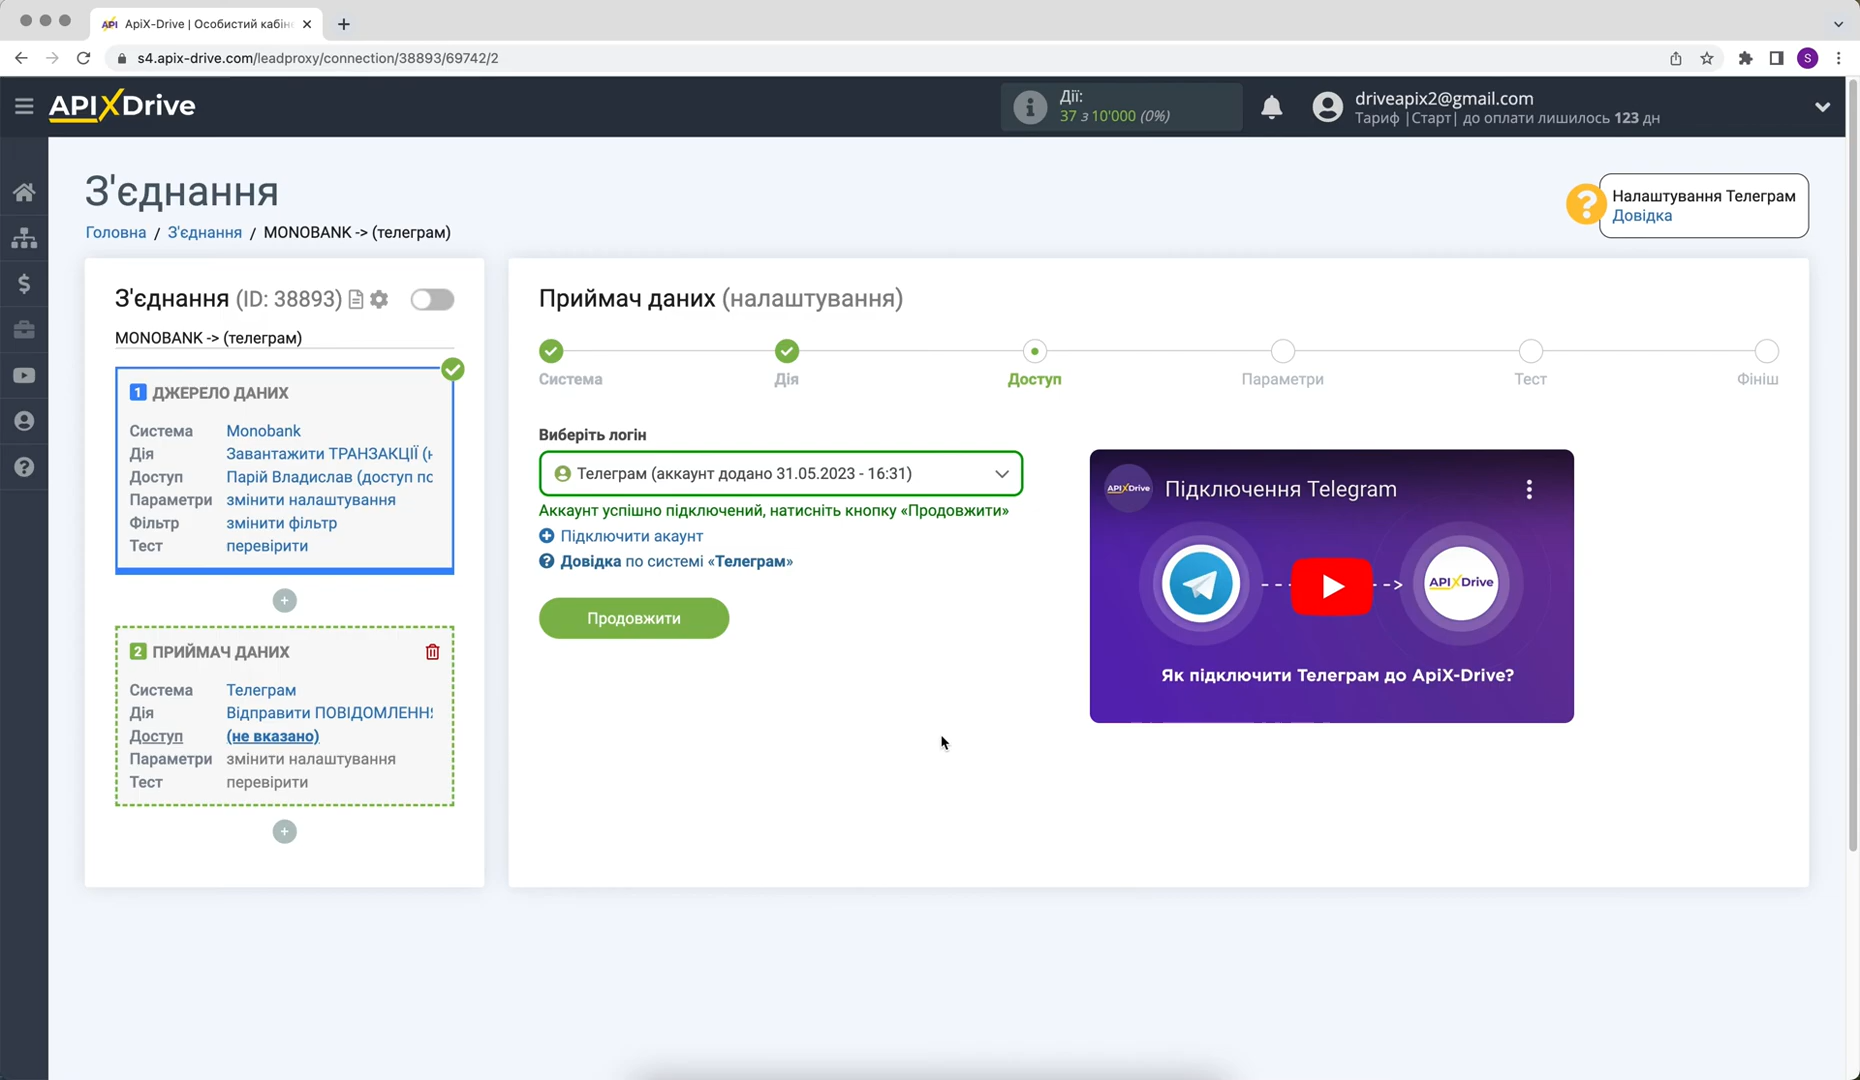 ApiX-Drive | Особистий кабін
s4.apix-drive.com/leadproxy/connection/38893/69742/2
S
APIXDrive
Дії:
37 з 10'000 (0%)
driveapix2@gmail.com
Тариф |Старт| до оплати лишилось 123 дн
З'єднання
Головна / З'єднання / MONOBANK -> (телеграм)
Налаштування Телеграм
Довідка
З'єднання (ID: 38893)
MONOBANK -> (телеграм)
1 ДЖЕРЕЛО ДАНИХ
Система Monobank
Дія Завантажити ТРАНЗАКЦІЇ (н
Доступ Парій Владислав (доступ по
Параметри змінити налаштування
Фільтр змінити фільтр
Тест перевірити
2 ПРИЙМАЧ ДАНИХ
Система Телеграм
Дія Відправити ПОВІДОМЛЕННЯ
Доступ (не вказано)
Параметри змінити налаштування
Тест перевірити
Приймач даних (налаштування)
Система
Дія
Доступ
Параметри
Тест
Фініш
Виберіть логін
Телеграм (аккаунт додано 31.05.2023 - 16:31)
Аккаунт успішно підключений, натисніть кнопку «Продовжити»
Підключити акаунт
Довідка по системі «Телеграм»
Продовжити
APIXDrive
Підключення Telegram
APIXDrive
Як підключити Телеграм до ApiX-Drive?